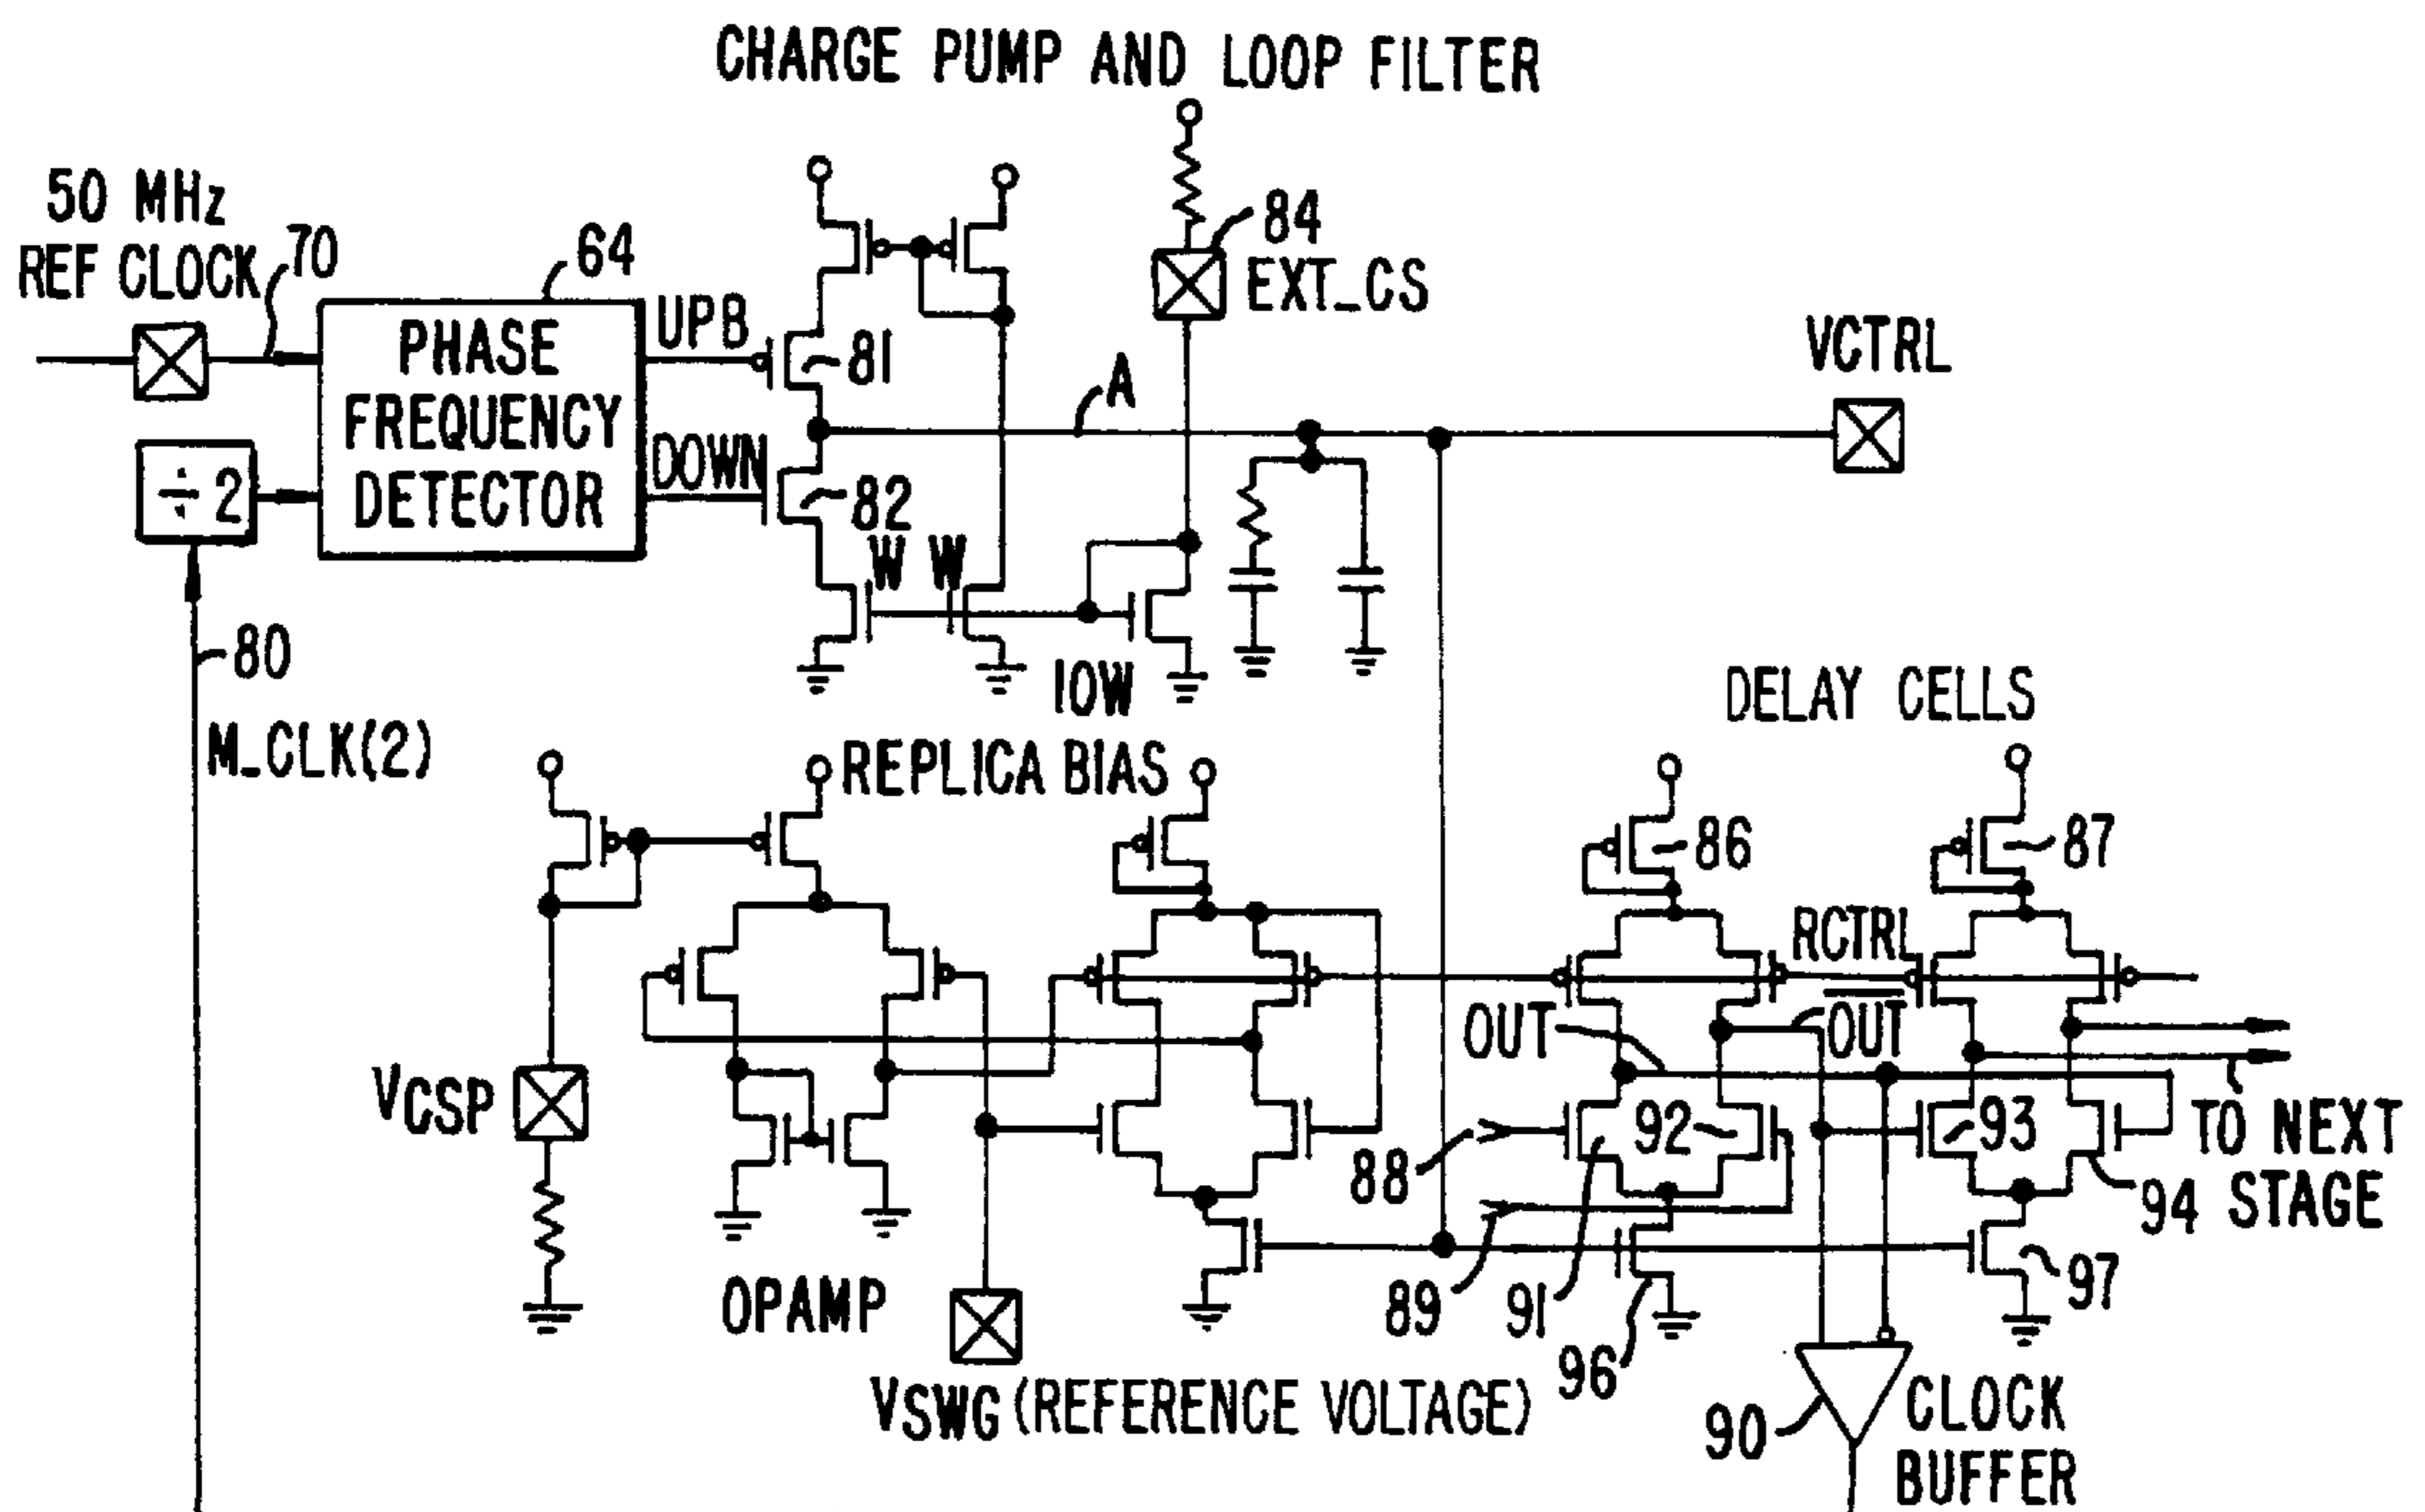 CHARGE PUMP AND LOOP FILTER
50 MHz
REF CLOCK
70
64
84
EXT_CS
PHASE
FREQUENCY
DETECTOR
UPB
81
A
VCTRL
DOWN
÷ 2
82
W W
10W
80
M_CLK(2)
DELAY CELLS
REPLICA BIAS
86
87
RCTRL
OUT
OUT
VCSP
88
92
93
TO NEXT
STAGE
94
OPAMP
89
91
96
97
VSWG (REFERENCE VOLTAGE)
90
CLOCK
BUFFER